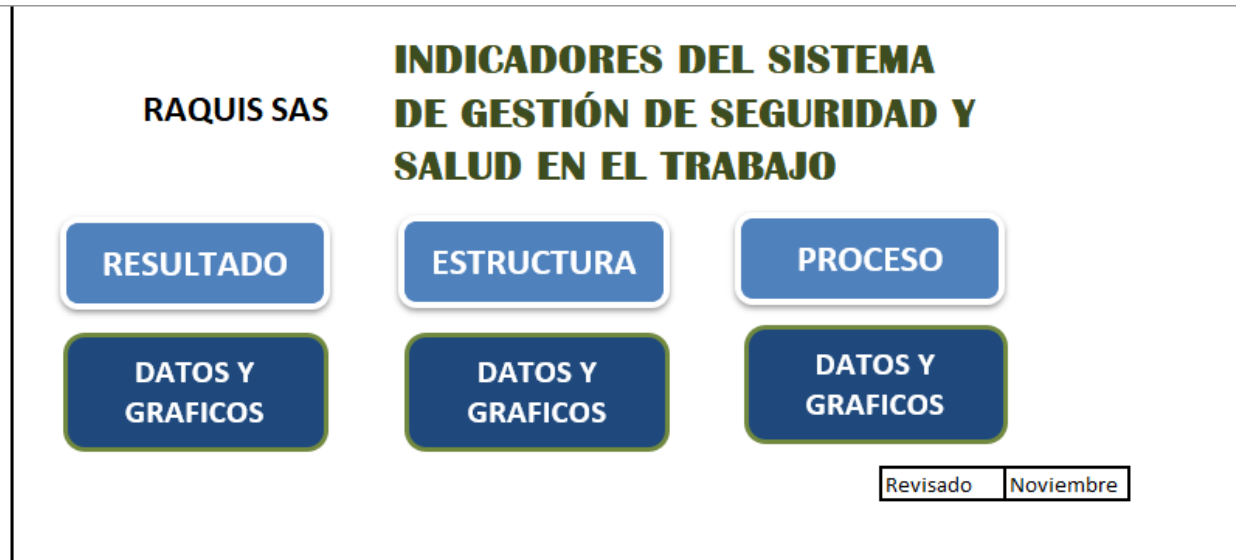 RAQUIS SAS
INDICADORES DEL SISTEMA
DE GESTIÓN DE SEGURIDAD Y
SALUD EN EL TRABAJO
RESULTADO
ESTRUCTURA
PROCESO
DATOS Y
GRAFICOS
DATOS Y
GRAFICOS
DATOS Y
GRAFICOS
Revisado Noviembre